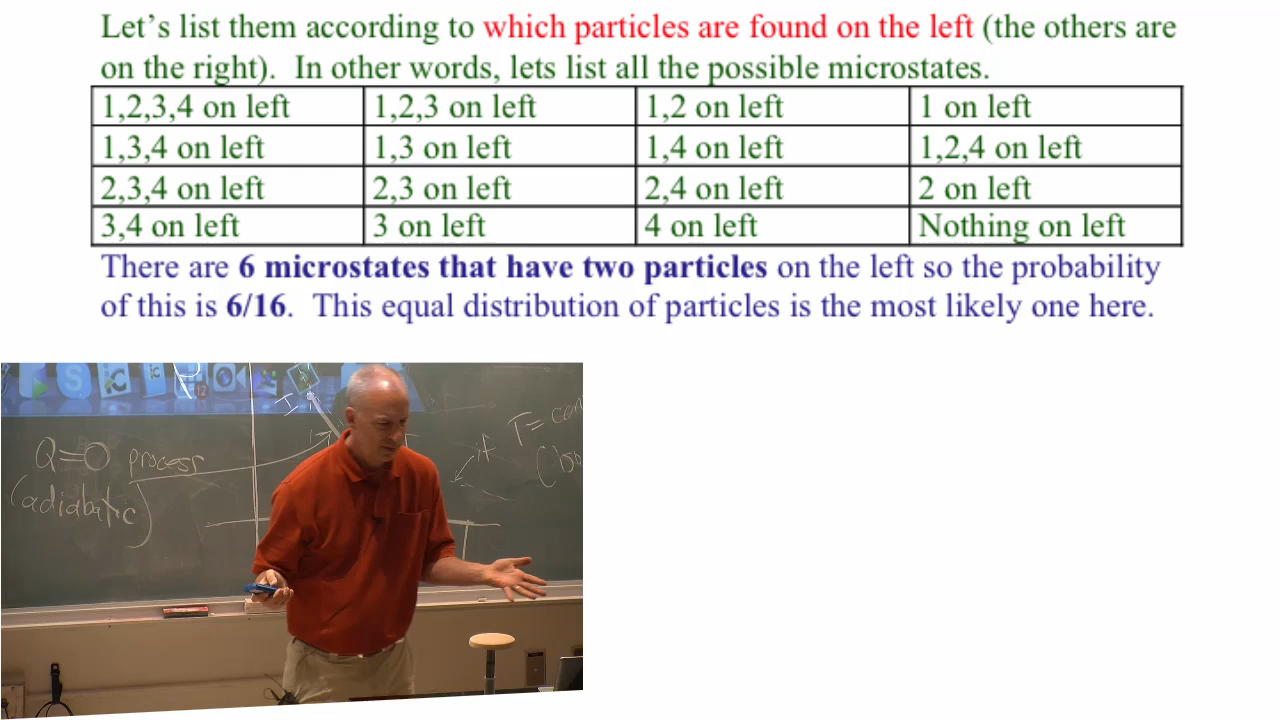 Let's list them according to which particles are found on the left (the others are
on the right). In other words, lets list all the possible microstates.
1,2,3,4 on left 1,2,3 on left 1,2 on left 1 on left
1,3,4 on left 1,3 on left 1,4 on left 1,2,4 on left
2,3,4 on left 2,3 on left 2,4 on left 2 on left
3,4 on left 3 on left 4 on left Nothing on left
There are 6 microstates that have two particles on the left so the probability
of this is 6/16. This equal distribution of particles is the most likely one here.
Q=0 process
(adiabatic)
if
T=